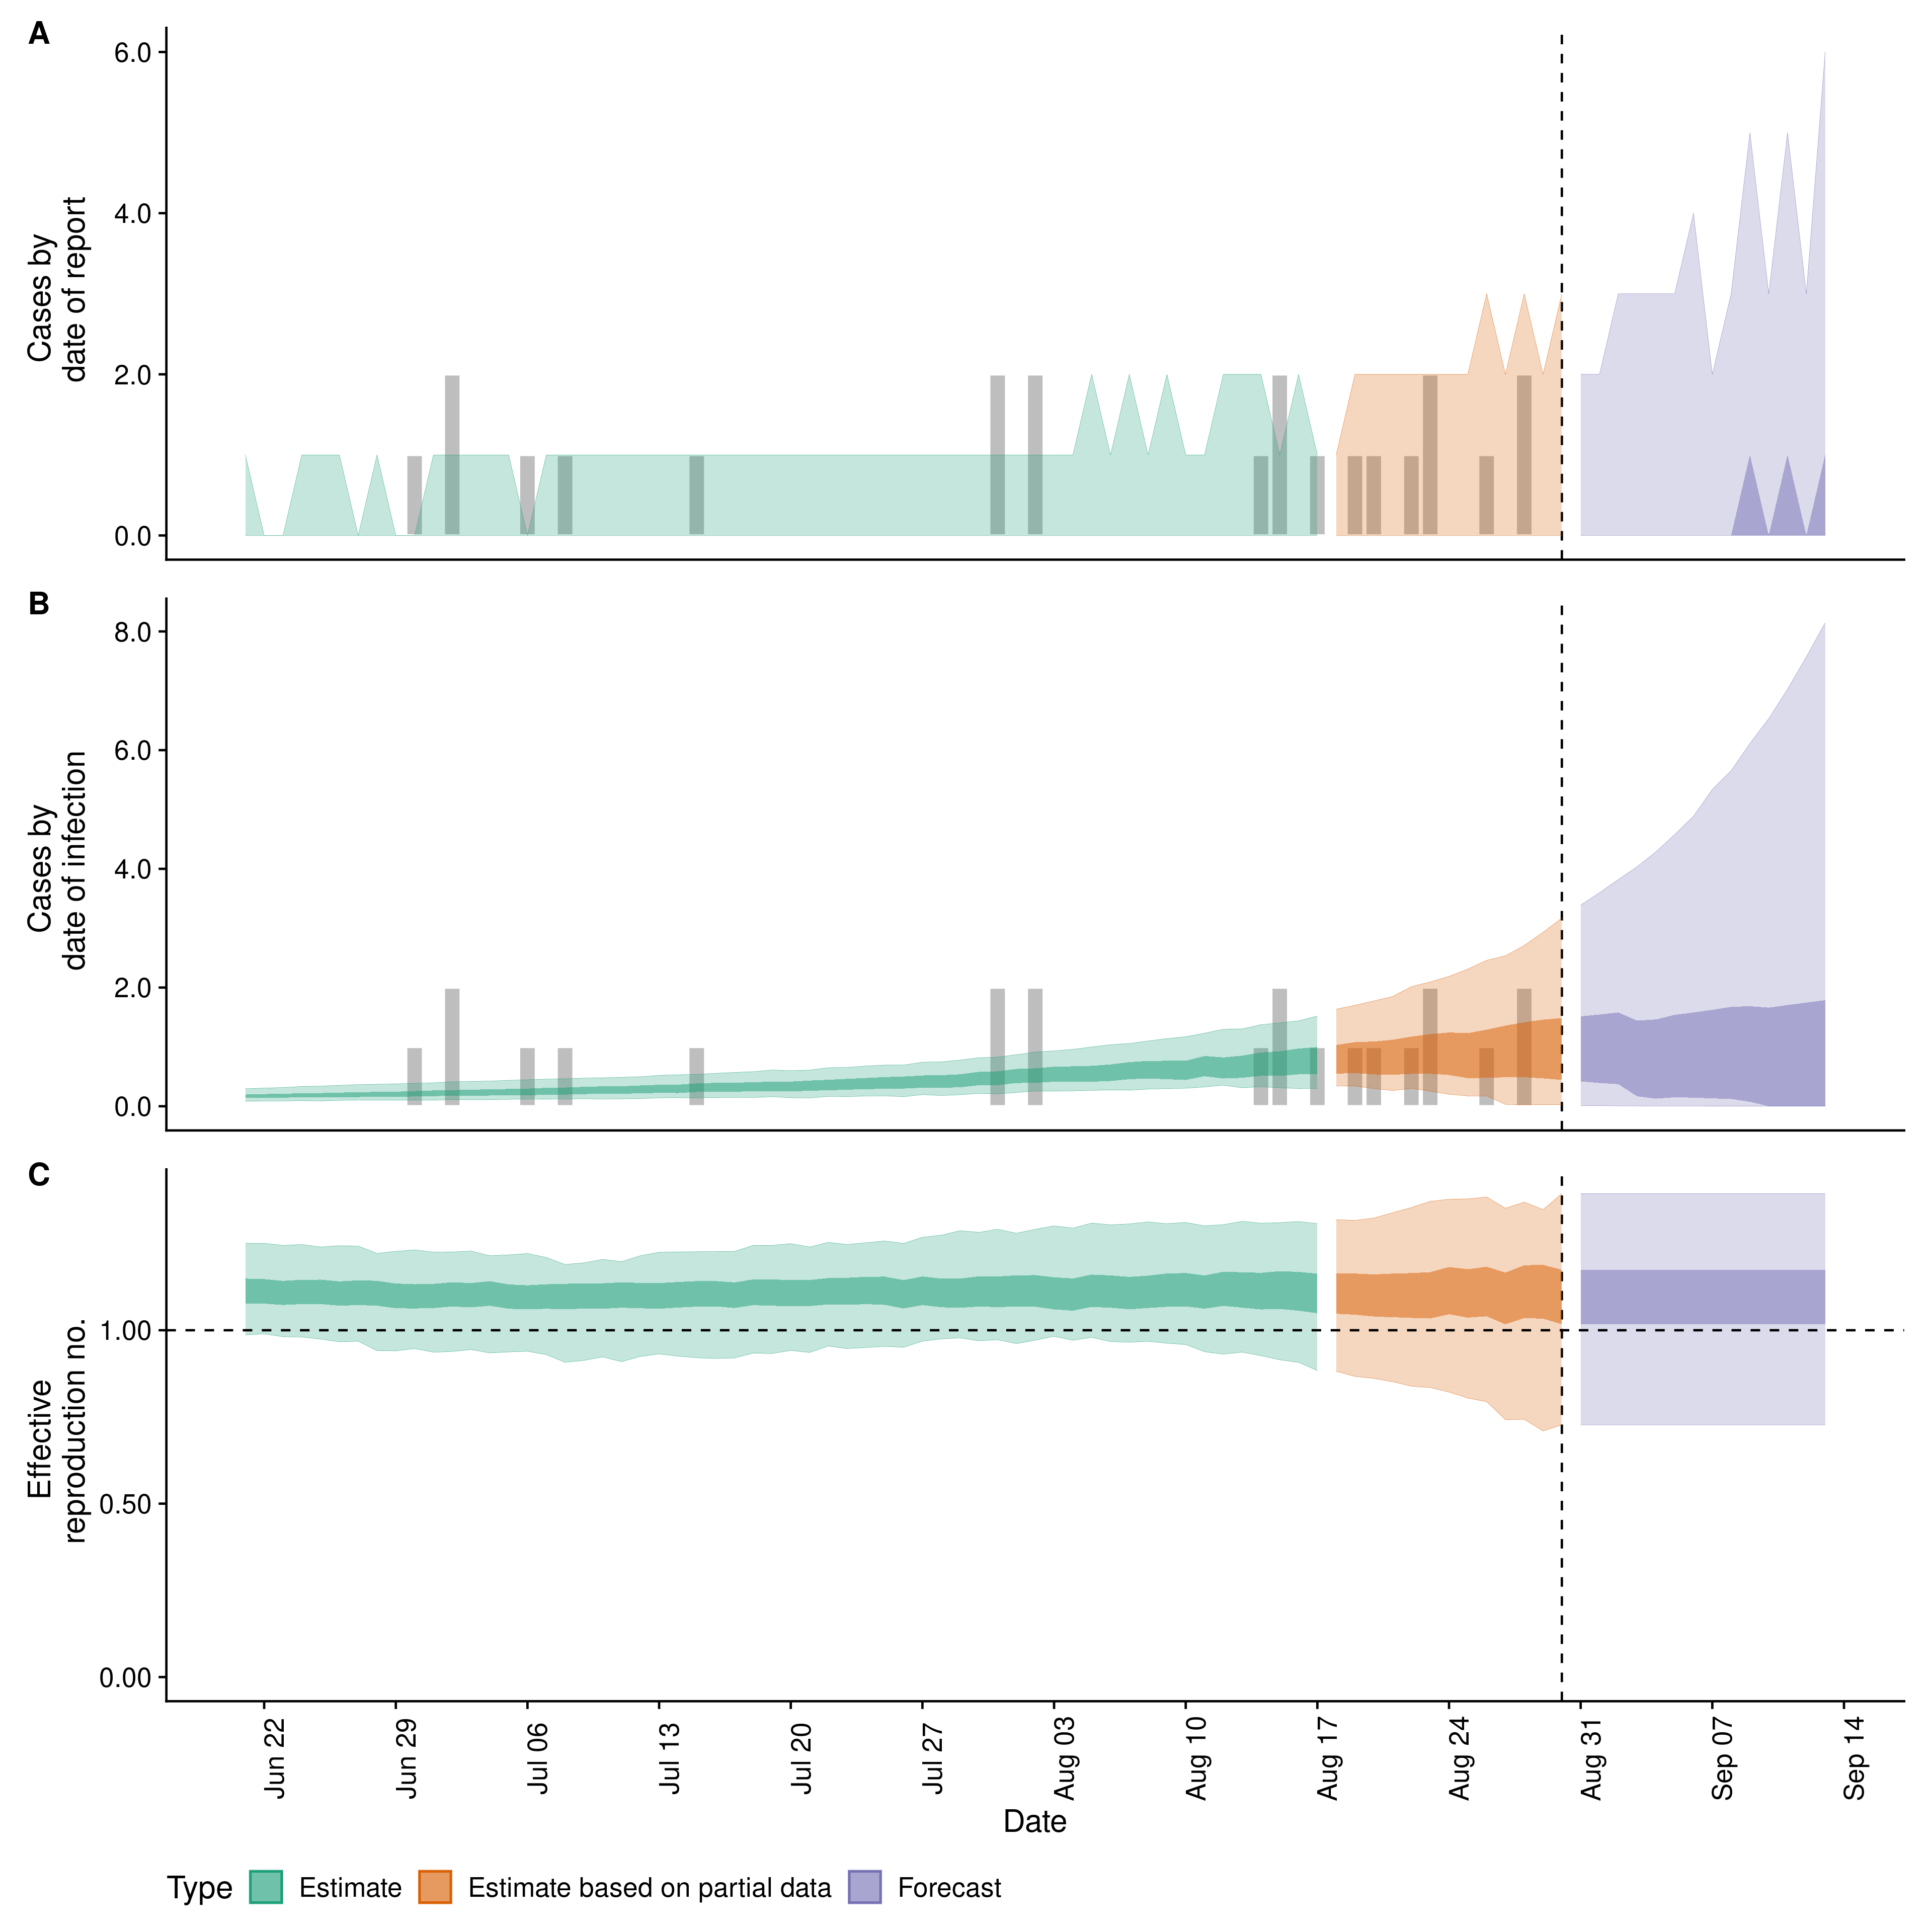 A
6.0
4.0
2.0
0.0
Cases by
date of report
B
8.0
6.0
4.0
2.0
0.0
Cases by
date of infection
C
1.00
0.50
0.00
Effective
reproduction no.
Jun 22
Jun 29
Jul 06
Jul 13
Jul 20
Jul 27
Aug 03
Aug 10
Aug 17
Aug 24
Aug 31
Sep 07
Sep 14
Date
Type Estimate Estimate based on partial data Forecast